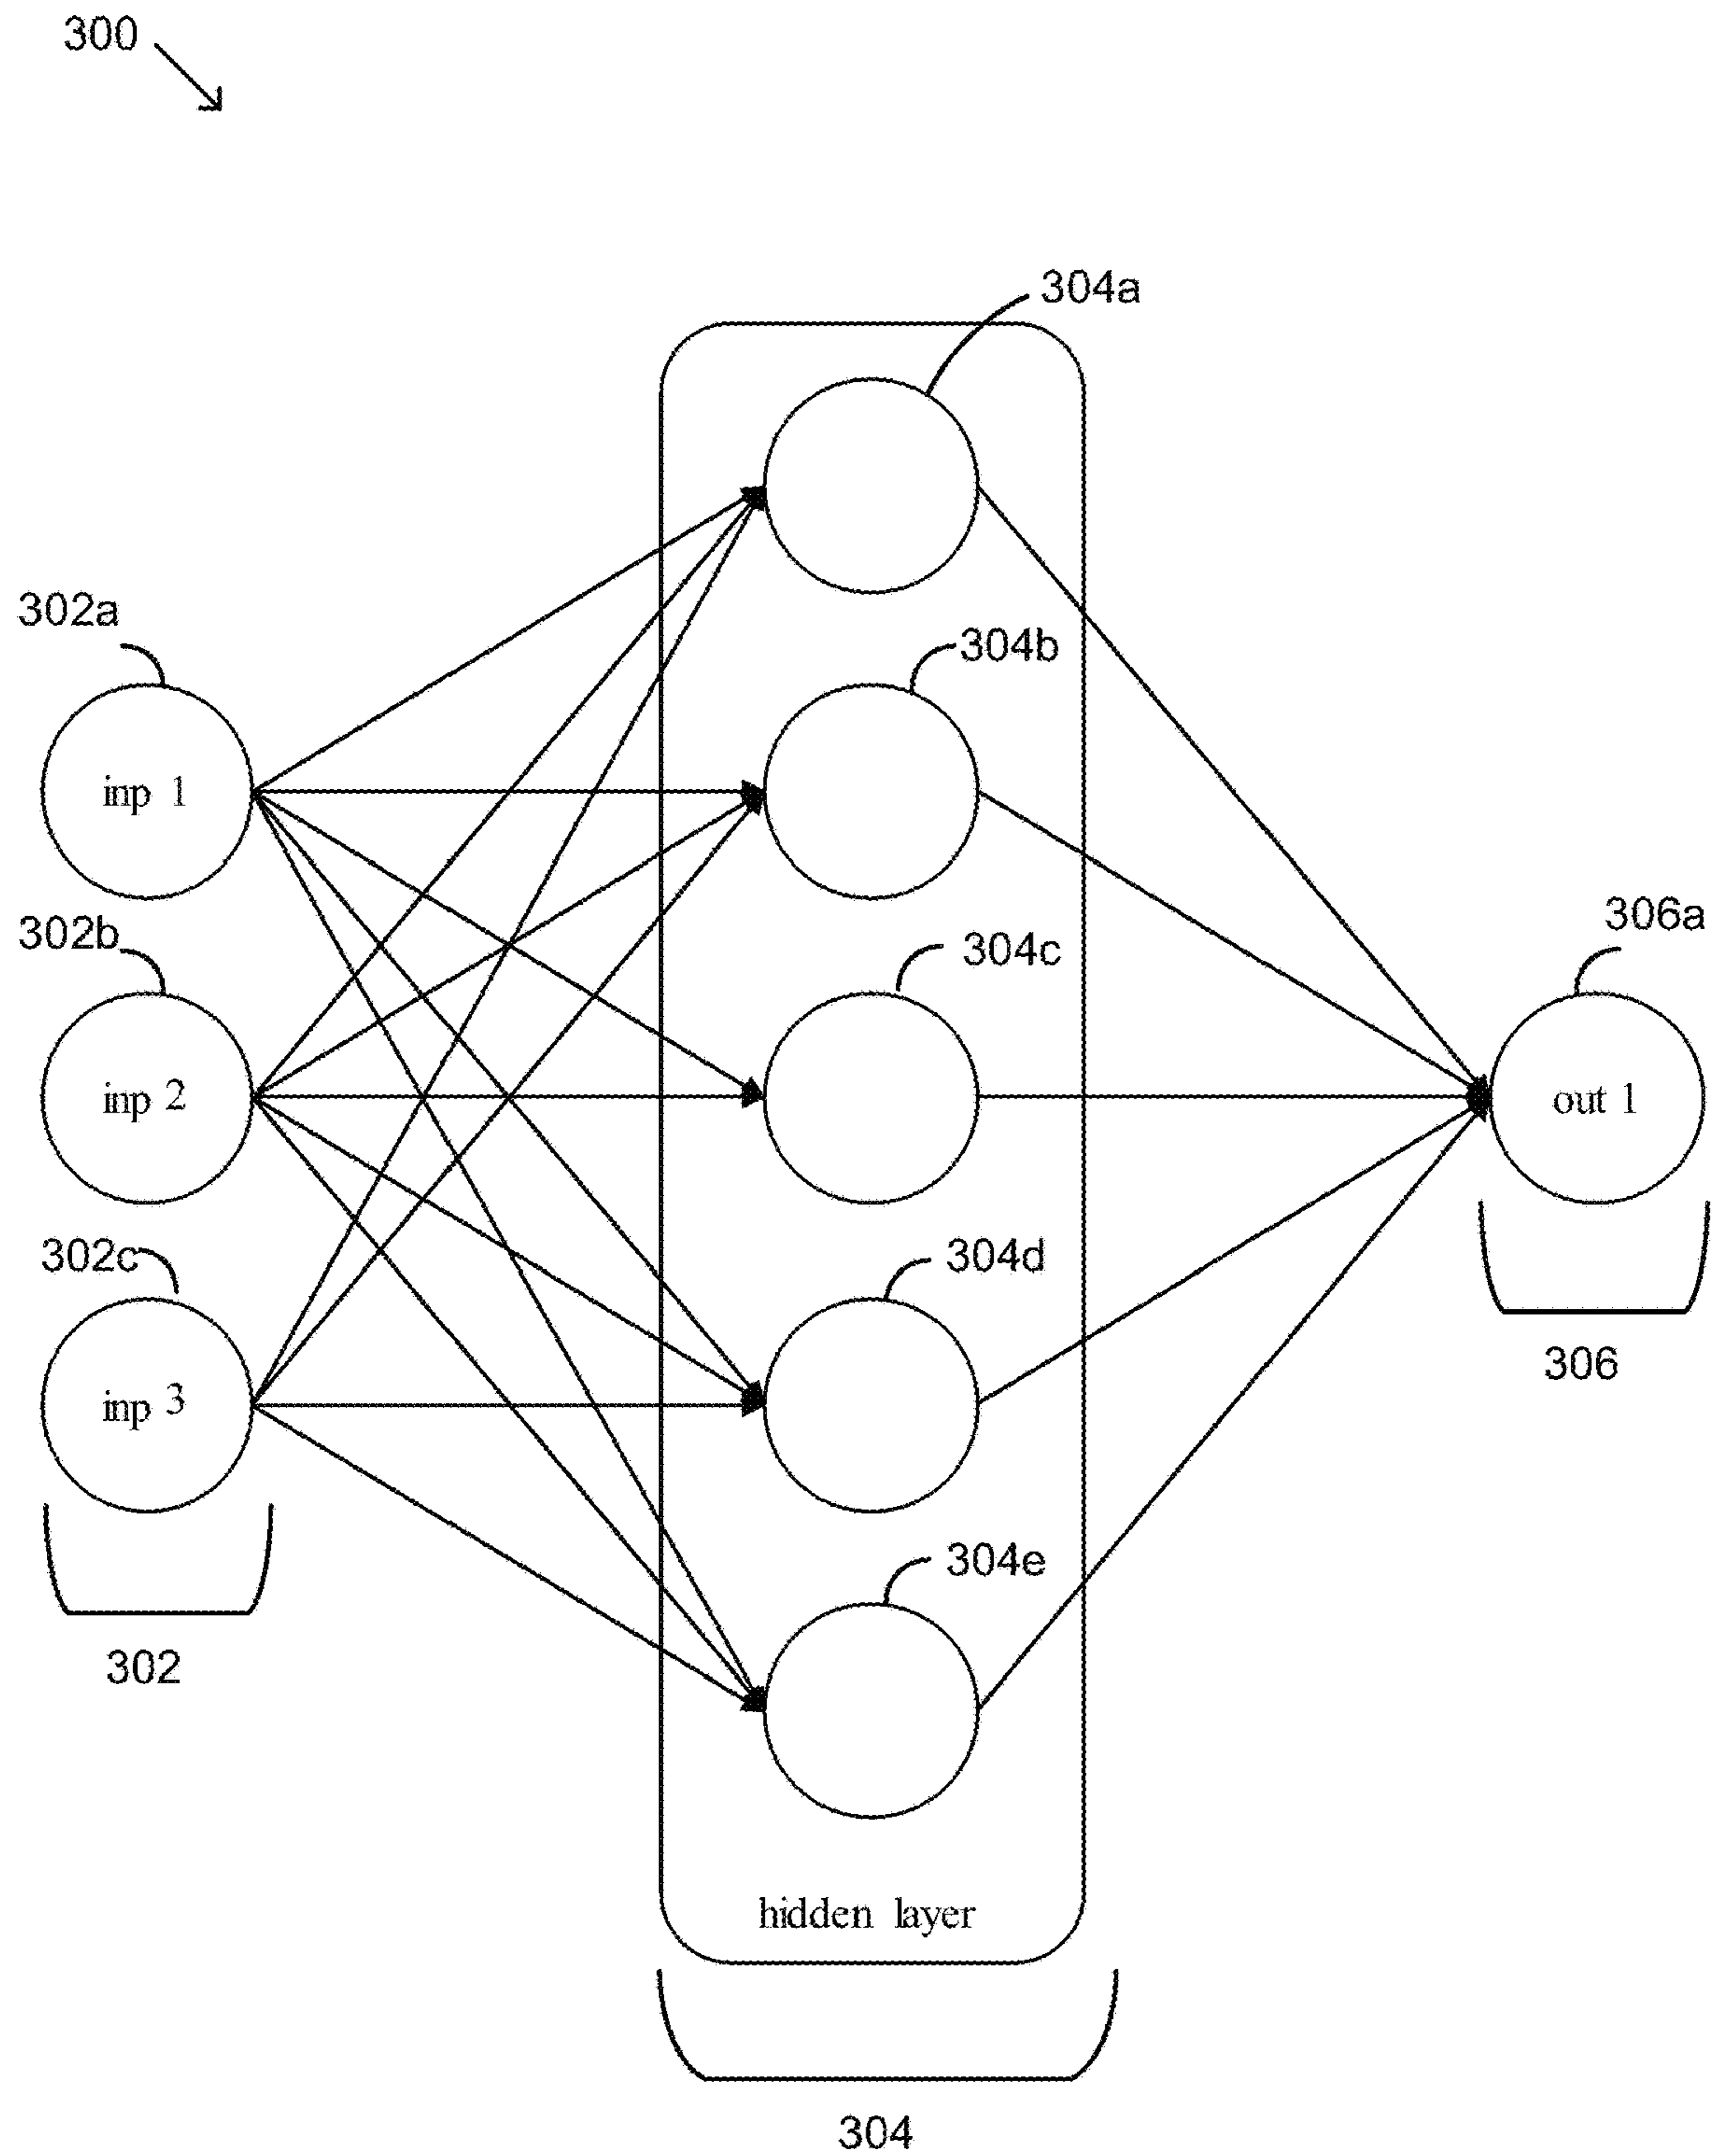 300
304a
302a
304b
inp 1
302b
304c
306a
inp 2
out 1
302c
304d
306
inp 3
304e
302
hidden layer
304